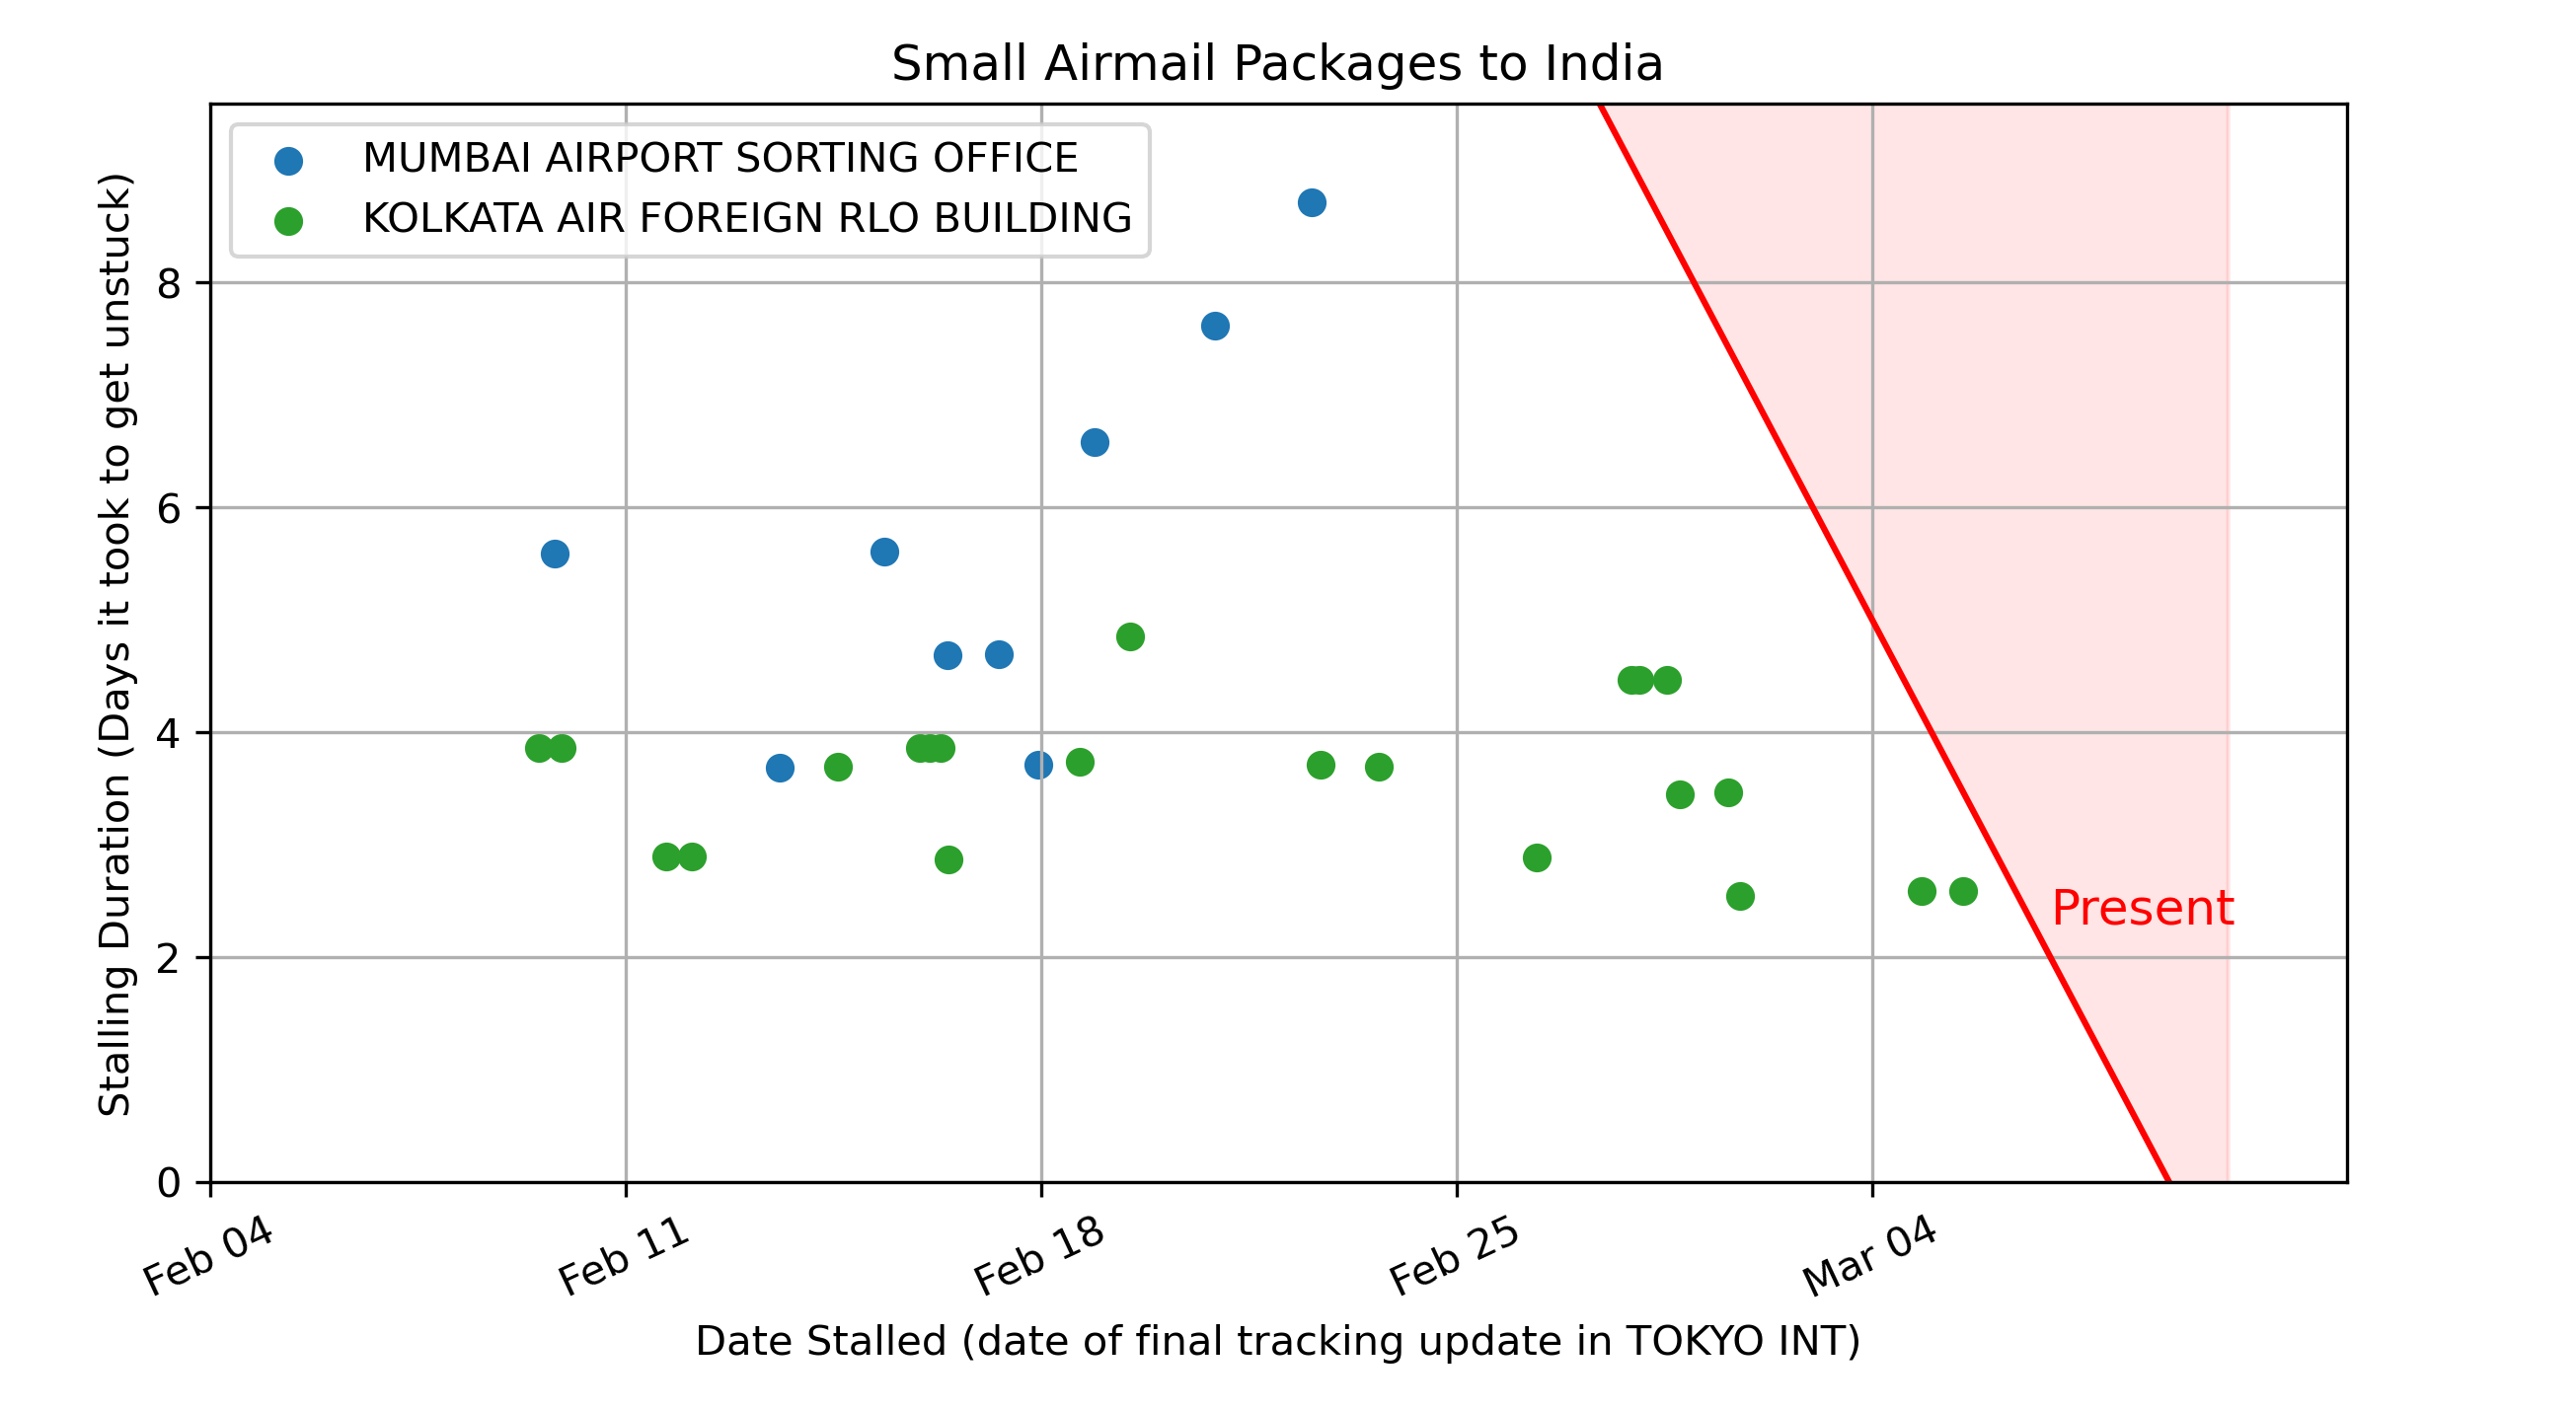 Small Airmail Packages to India
MUMBAI AIRPORT SORTING OFFICE
KOLKATA AIR FOREIGN RLO BUILDING
Stalling Duration (Days it took to get unstuck)
8
6
4
2
0
Present
Feb 04
Feb 11
Feb 18
Feb 25
Mar 04
Date Stalled (date of final tracking update in TOKYO INT)